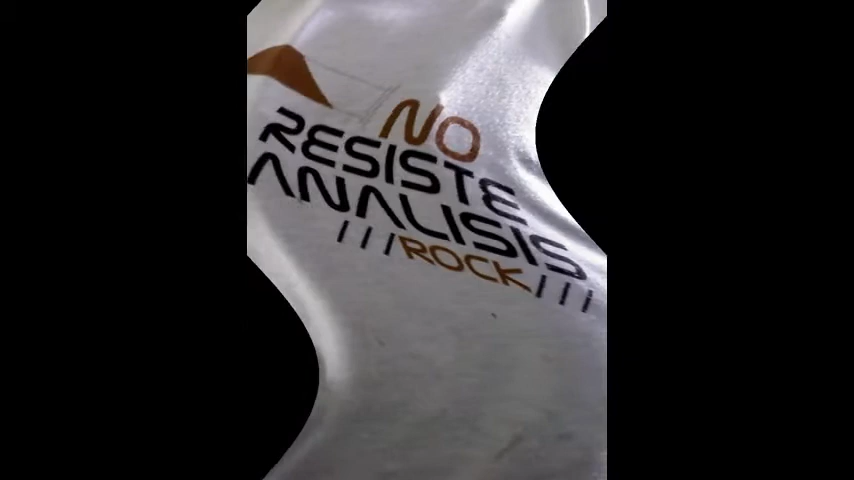 NO
RESISTE
ANALISIS
///ROCK///